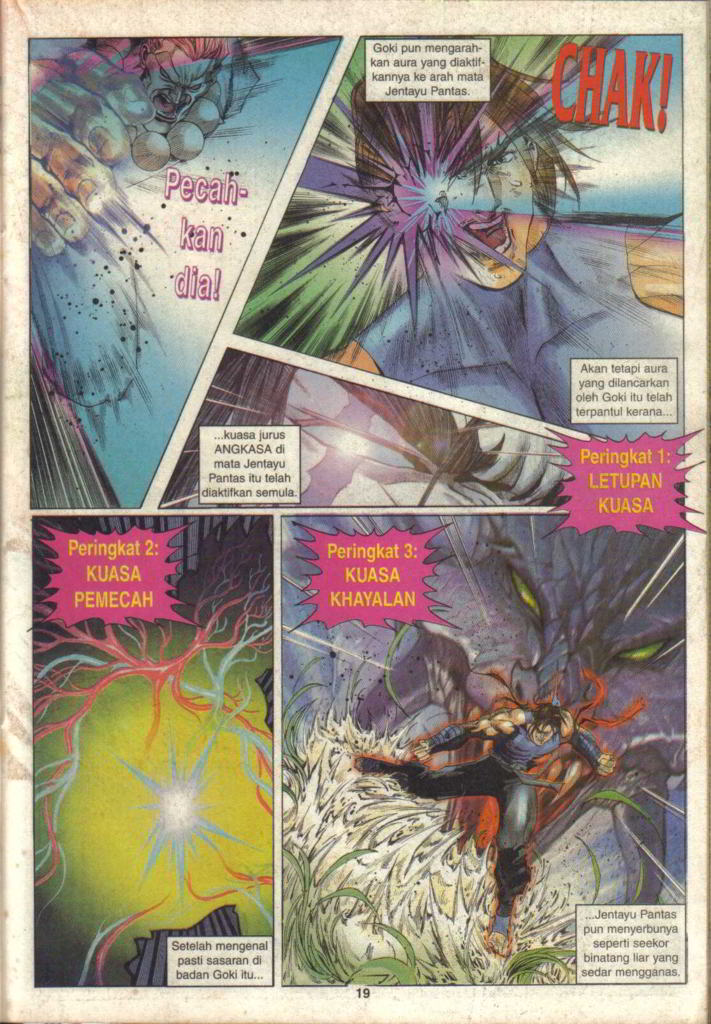 Pecah-
kan
dia!
Goki pun mengarah-
kan aura yang diaktif-
kannya ke arah mata
Jentayu Pantas.
CHAK!
Akan tetapi aura
yang dilancarkan
oleh Goki itu telah
terpantul kerana...
...kuasa jurus
ANGKASA di
mata Jentayu
Pantas itu telah
diaktifkan semula.
Peringkat 1:
LETUPAN
KUASA
Peringkat 2:
KUASA
PEMECAH
Setelah mengenal
pasti sasaran di
badan Goki itu...
Peringkat 3:
KUASA
KHAYALAN
...Jentayu Pantas
pun menyerbunya
seperti seekor
binatang liar yang
sedar mengganas.
19